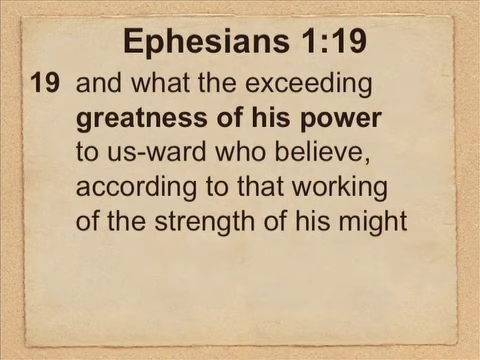 Ephesians 1:19
19 and what the exceeding
greatness of his power
to us-ward who believe,
according to that working
of the strength of his might